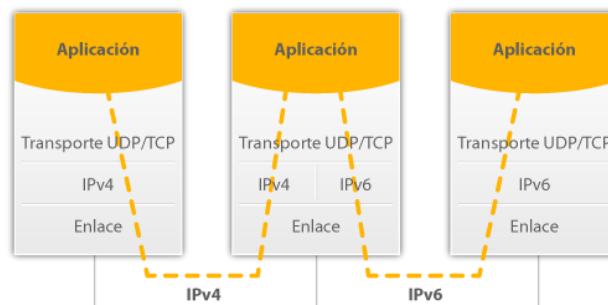 Aplicación
Transporte UDP/TCP
IPv4
Enlace
Aplicación
Transporte UDP/TCP
IPv4 IPv6
Enlace
Aplicación
Transporte UDP/TCP
IPv6
Enlace
IPv4
IPv6